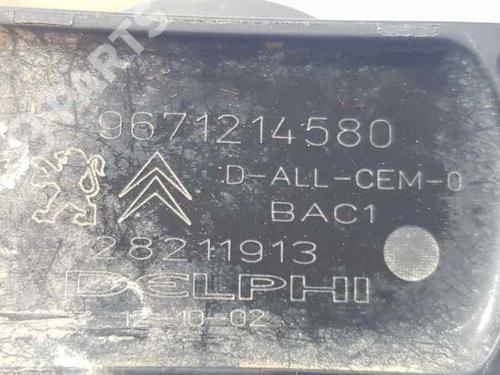 9671214580
D-ALL-CEM-0
BAC1
28211913
DELPHI
12-10-02